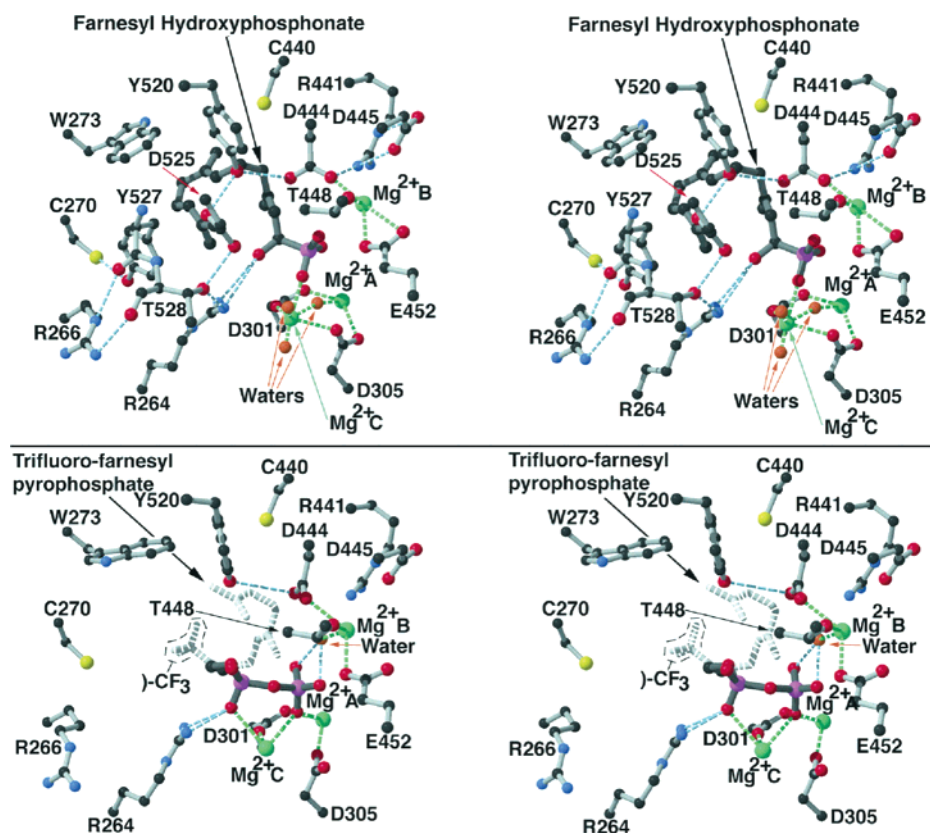 Farnesyl Hydroxyphosphonate
C440
Y520
R441
D444
D445
W273
D525
T448
Mg2+B
Y527
C270
Mg2+A
T528
E452
R266
D301
D305
Waters
R264
Mg2+C
Farnesyl Hydroxyphosphonate
C440
Y520
R441
D444
D445
W273
D525
T448
Mg2+B
Y527
C270
Mg2+A
T528
E452
R266
D301
D305
Waters
R264
Mg2+C
Trifluoro-farnesyl
pyrophosphate
C440
Y520
R441
W273
D444
D445
C270
T448
Mg2+B
Water
)-CF3
Mg2+A
R266
D301
E452
Mg2+C
R264
D305
Trifluoro-farnesyl
pyrophosphate
C440
Y520
R441
W273
D444
D445
C270
T448
Mg2+B
Water
)-CF3
Mg2+A
R266
D301
E452
Mg2+C
R264
D305